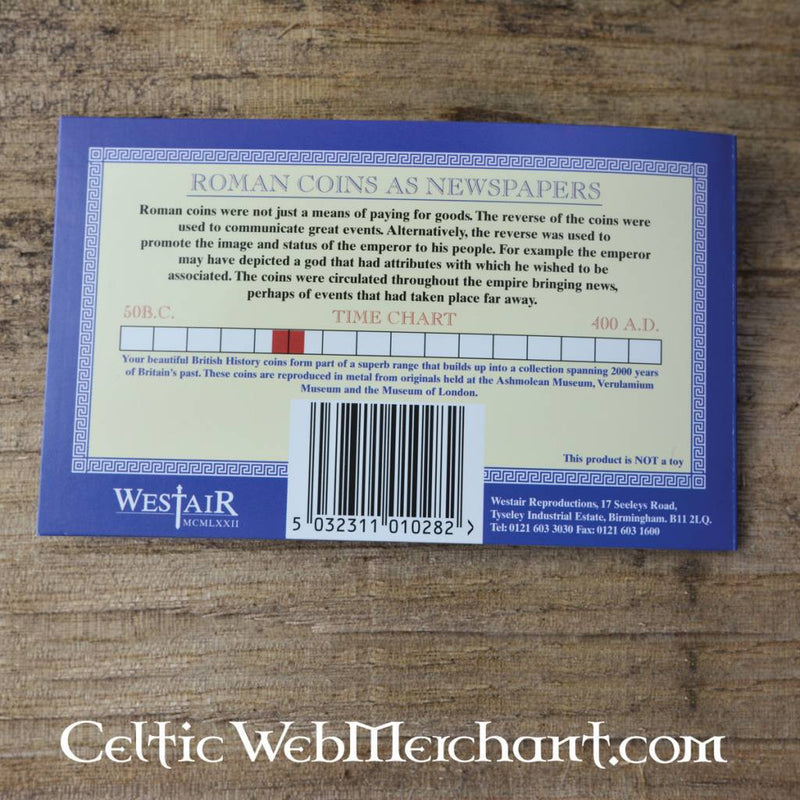 ROMAN COINS AS NEWSPAPERS
Roman coins were not just a means of paying for goods. The reverse of the coins were
used to communicate great events. Alternatively, the reverse was used to
promote the image and status of the emperor to his people. For example the emperor
may have depicted a god that had attributes with which he wished to be
associated. The coins were circulated throughout the empire bringing news,
perhaps of events that had taken place far away.
50B.C. TIME CHART 400 A.D.
Your beautiful British History coins form part of a superb range that builds up into a collection spanning 2000 years
of Britain's past. These coins are reproduced in metal from originals held at the Ashmolean Museum, Verulamium
Museum and the Museum of London.
This product is NOT a toy
WESTAIR
MCMLXXII
5 032311 010282 >
Westair Reproductions, 17 Seeleys Road,
Tyseley Industrial Estate, Birmingham. B11 2LQ.
Tel: 0121 603 3030 Fax: 0121 603 1600
CELTIC WEBMERCHANT.COM